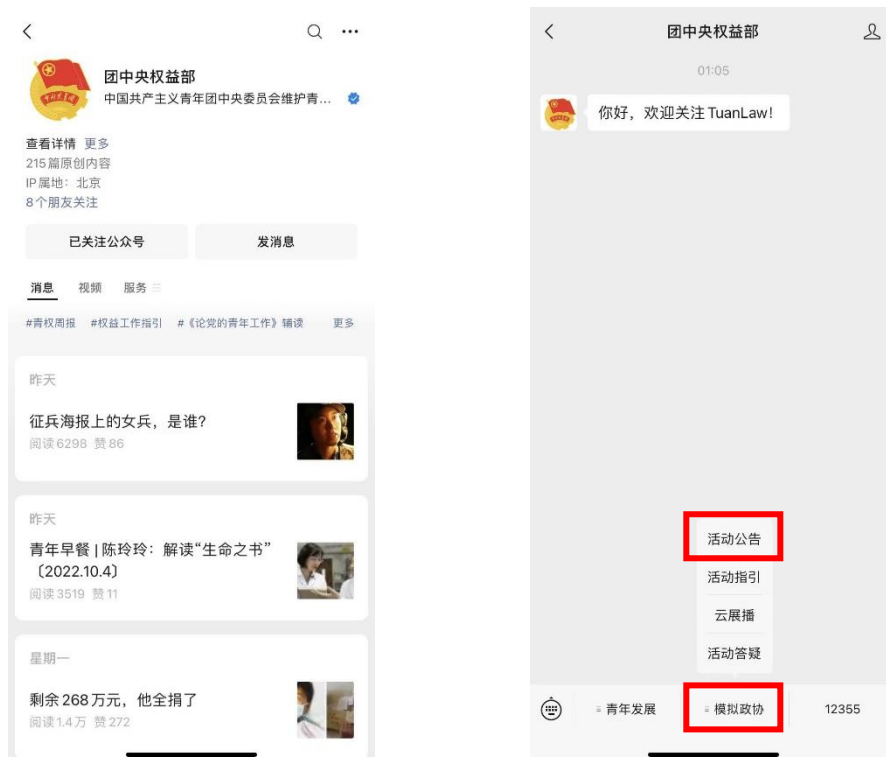 团中央权益部
中国共产主义青年团中央委员会维护青...
查看详情 更多
215篇原创内容
IP属地：北京
8个朋友关注
已关注公众号 发消息
消息 视频 服务
#青权周报 #权益工作指引 #《论党的青年工作》辅读 更多
昨天
征兵海报上的女兵，是谁？
阅读6298 赞86
昨天
青年早餐|陈玲玲：解读“生命之书”
〔2022.10.4〕
阅读3519 赞11
星期一
剩余268万元，他全捐了
阅读1.4万 赞272
团中央权益部
01:05
你好，欢迎关注TuanLaw！
活动公告
活动指引
云展播
活动答疑
青年发展 模拟政协 12355